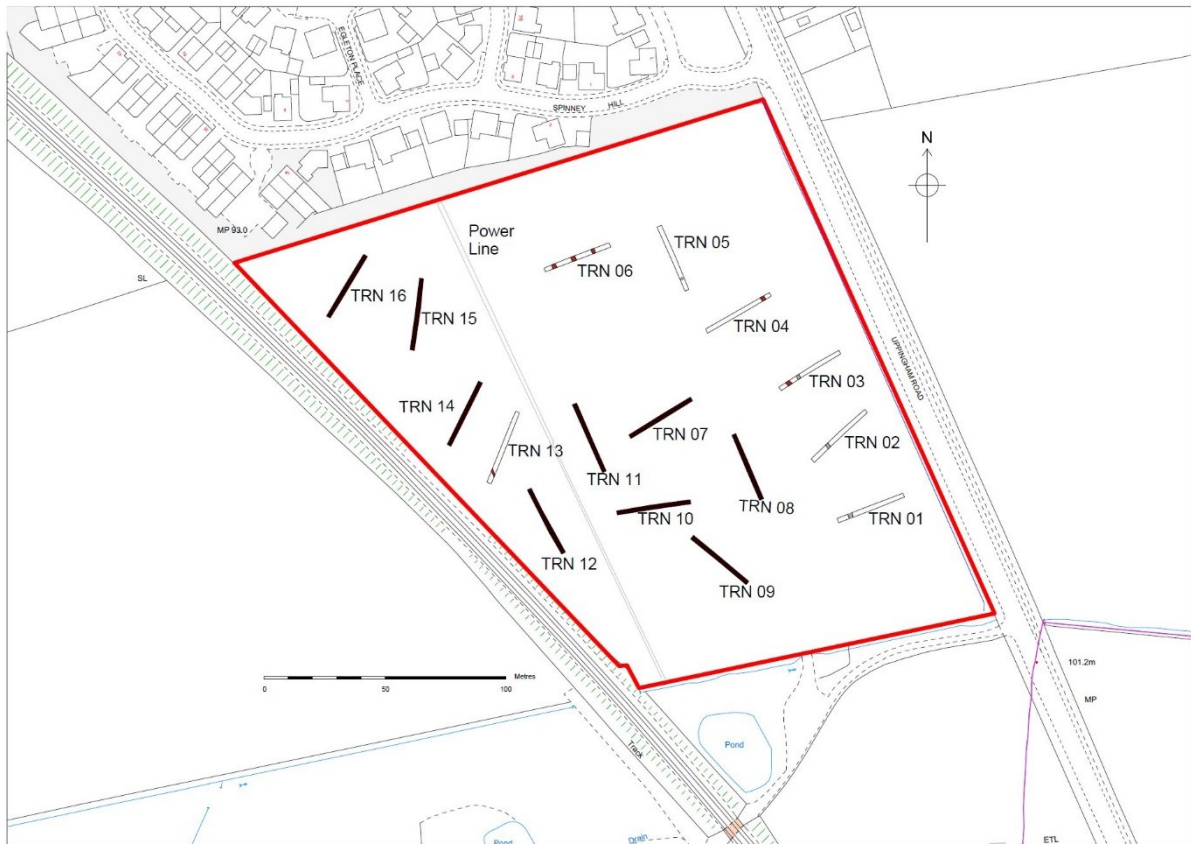 EGLETON PLACE
SPINNEY HILL
N
MP 93.0
Power
Line
TRN 05
TRN 06
SL
TRN 16
TRN 15
TRN 04
UPPINGHAM ROAD
TRN 03
TRN 14
TRN 07
TRN 13
TRN 02
TRN 11
TRN 08
TRN 10
TRN 01
TRN 12
TRN 09
101.2m
Metres
0 50 100
MP
Track
Pond
Drain
Pond
ETL